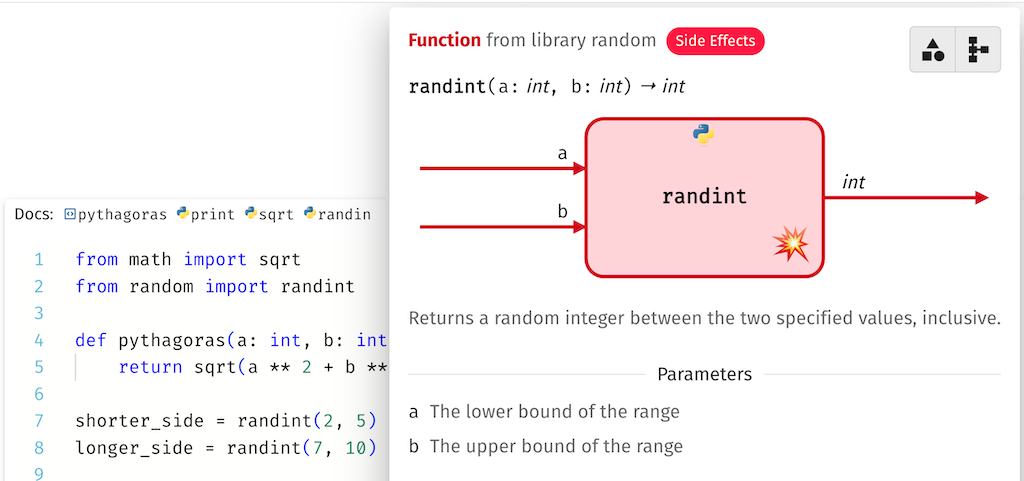 Function from library random Side Effects
randint(a: int, b: int) → int
a
b
randint
int
Returns a random integer between the two specified values, inclusive.
Parameters
a The lower bound of the range
b The upper bound of the range
Docs: pythagoras print sqrt randin
1 from math import sqrt
2 from random import randint
3
4 def pythagoras(a: int, b: int
5 return sqrt(a ** 2 + b **
6
7 shorter_side = randint(2, 5)
8 longer_side = randint(7, 10)
9